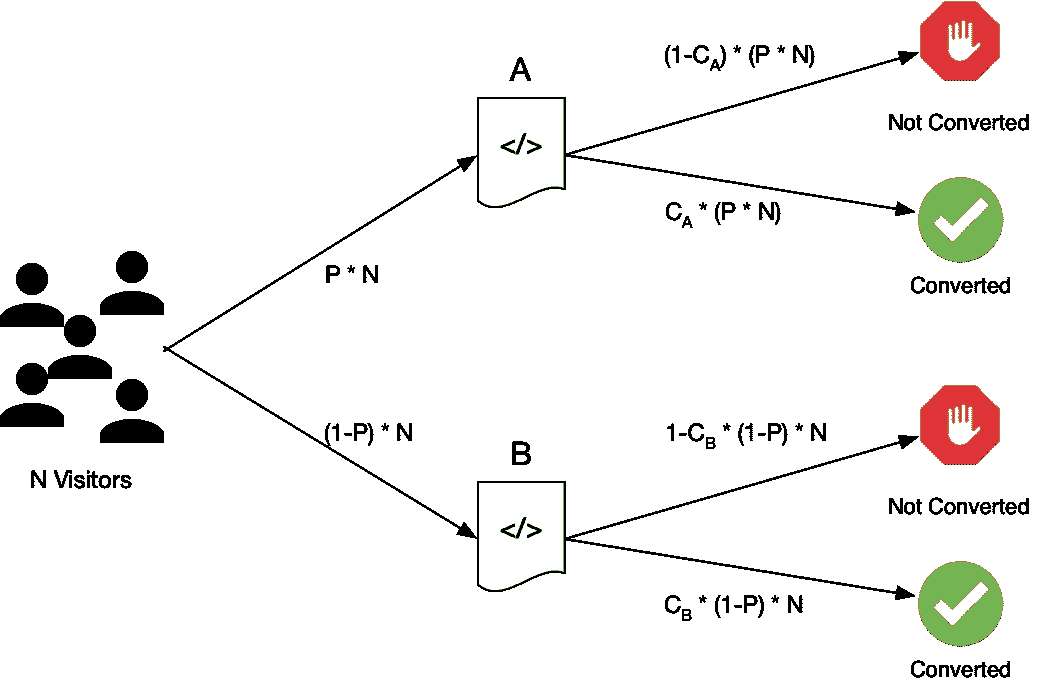 A
(1-C_A) * (P * N)
Not Converted
</>
C_A * (P * N)
P * N
Converted
N Visitors
(1-P) * N
B
1-C_B * (1-P) * N
Not Converted
</>
C_B * (1-P) * N
Converted